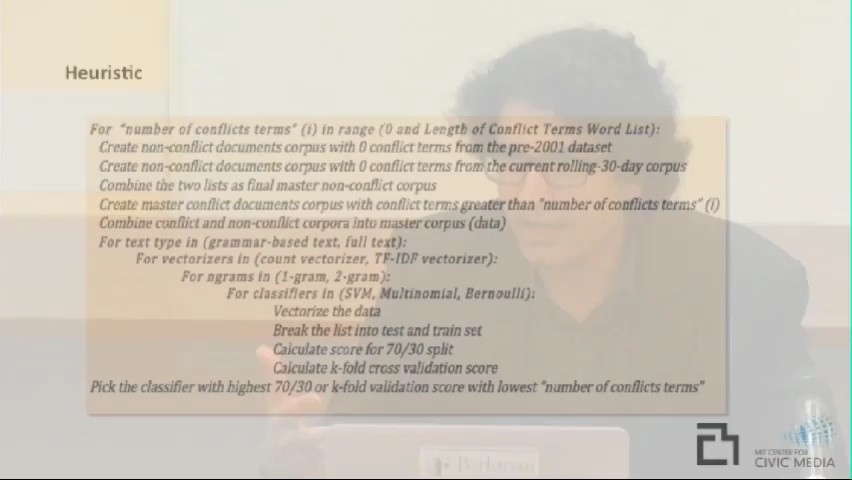 Heuristic
For "number of conflicts terms" (i) in range (0 and Length of Conflict Terms Word List):
Create non-conflict documents corpus with 0 conflict terms from the pre-2001 dataset
Create non-conflict documents corpus with 0 conflict terms from the current rolling-30-day corpus
Combine the two lists as final master non-conflict corpus
Create master conflict documents corpus with conflict terms greater than "number of conflicts terms" (i)
Combine conflict and non-conflict corpora into master corpus (data)
For text type in (grammar-based text, full text):
For vectorizers in (count vectorizer, TF-IDF vectorizer):
For ngrams in (1-gram, 2-gram):
For classifiers in (SVM, Multinomial, Bernoulli):
Vectorize the data
Break the list into test and train set
Calculate score for 70/30 split
Calculate k-fold cross validation score
Pick the classifier with highest 70/30 or k-fold validation score with lowest "number of conflicts terms"
MIT CENTER FOR
CIVIC MEDIA